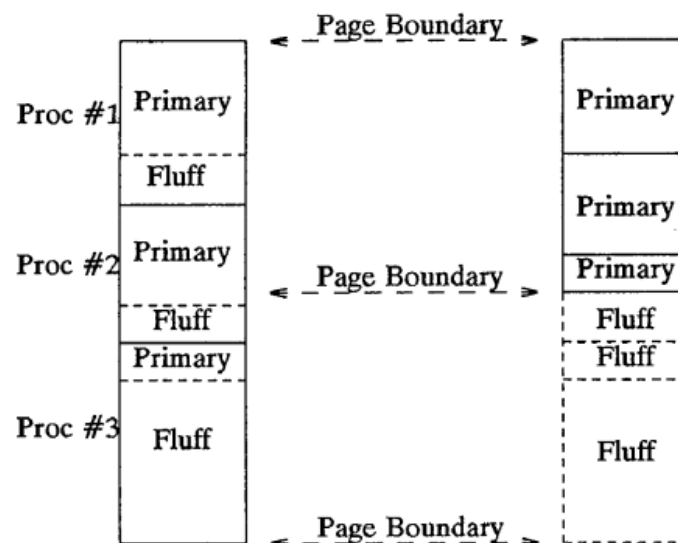 Page Boundary
Proc #1
Primary
Primary
Fluff
Primary
Proc #2
Primary
Page Boundary
Primary
Fluff
Fluff
Primary
Fluff
Proc #3
Fluff
Fluff
Page Boundary